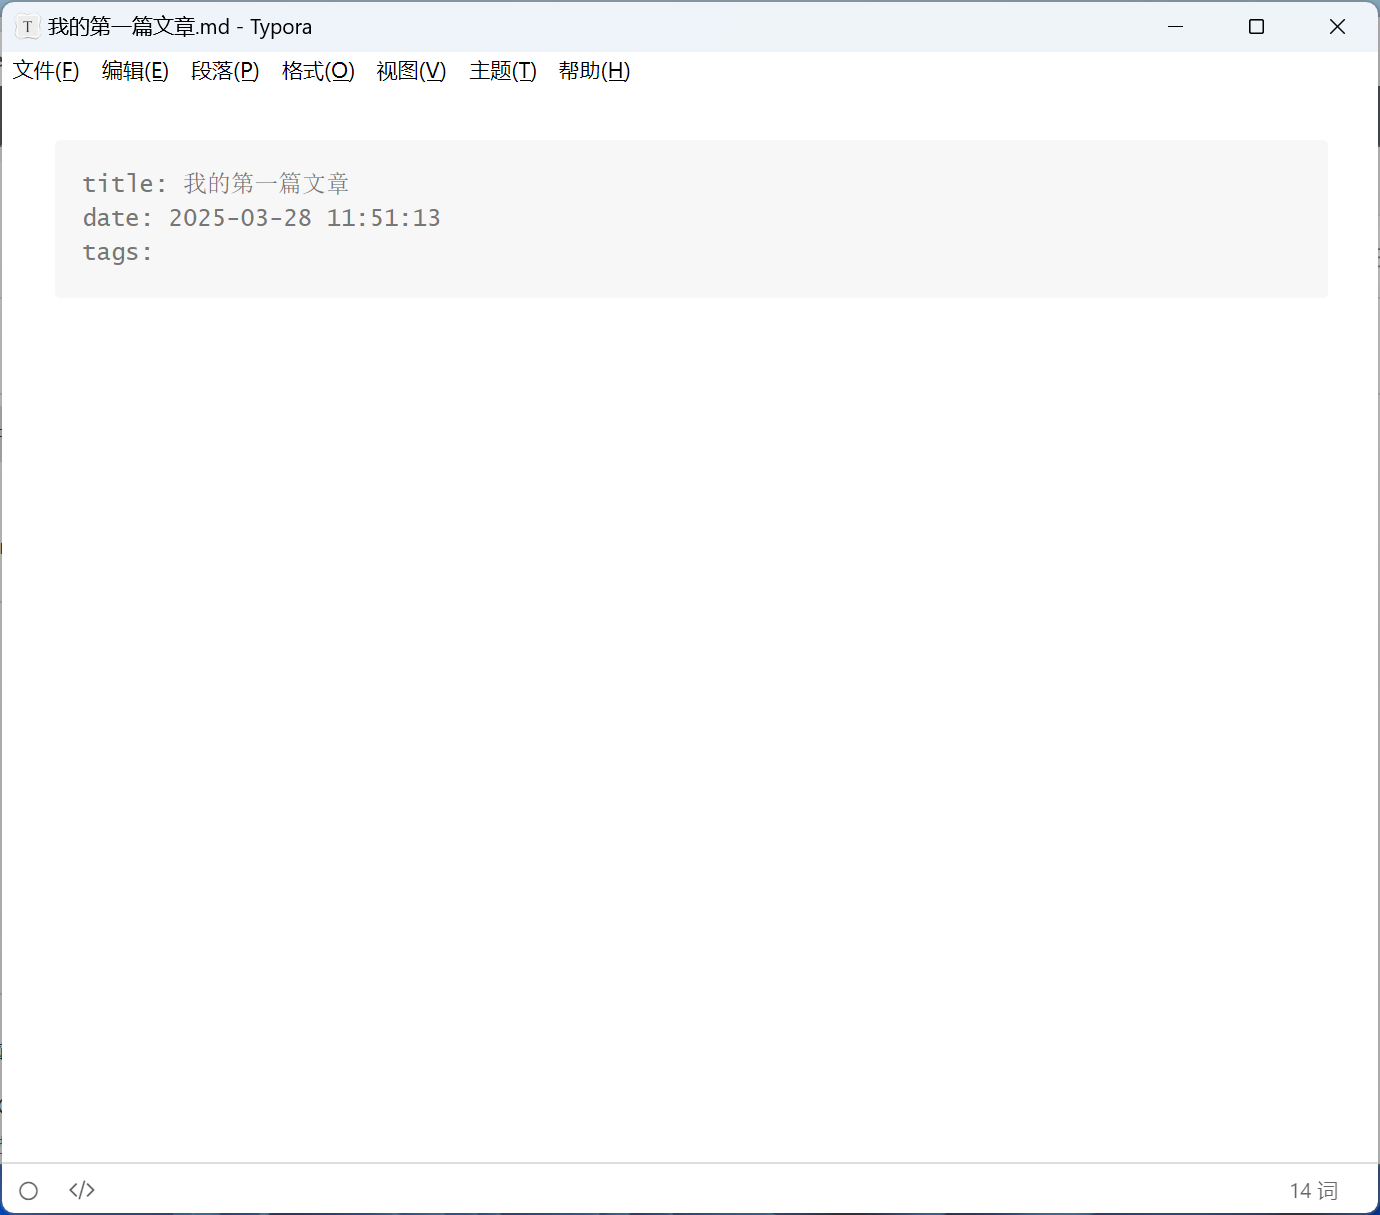 T 我的第一篇文章.md - Typora
文件(F) 编辑(E) 段落(P) 格式(O) 视图(V) 主题(T) 帮助(H)
title: 我的第一篇文章
date: 2025-03-28 11:51:13
tags:
</> 14 词